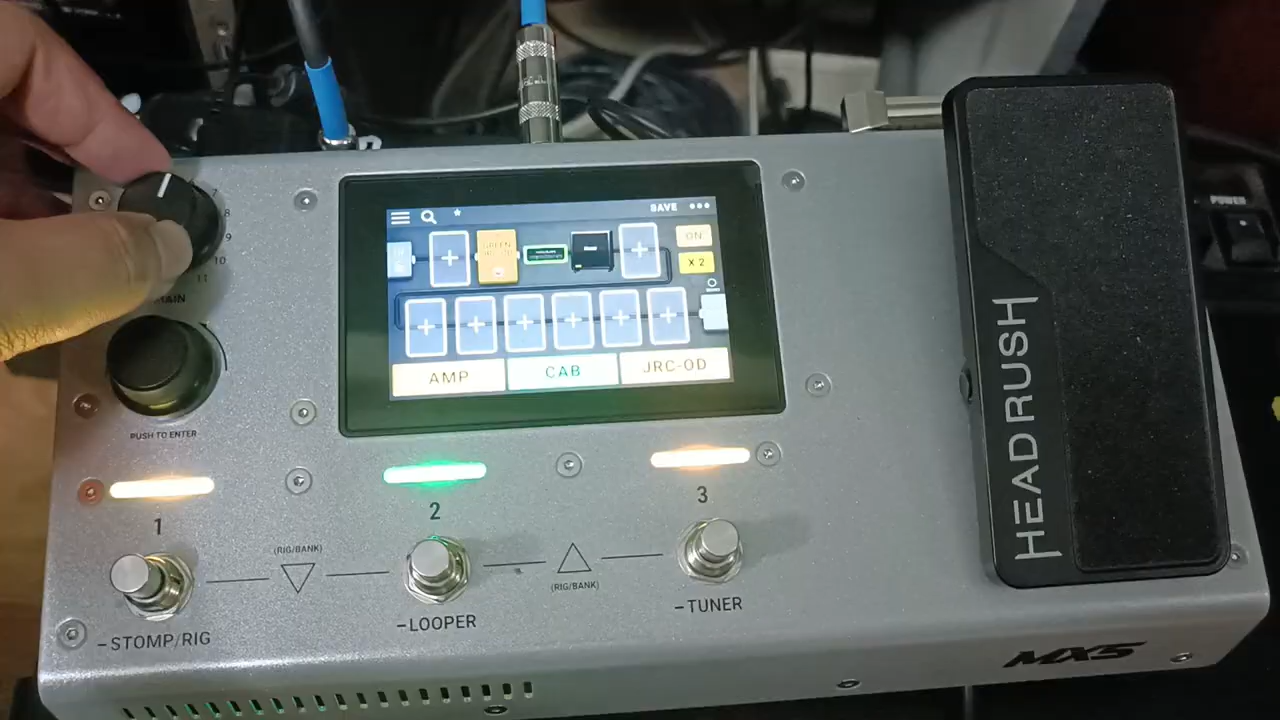 POWER
7
8
9
10
11
MAIN
SAVE
ON
X 2
AMP
CAB
JRC-OD
PUSH TO ENTER
1
2
3
(RIG/BANK)
(RIG/BANK)
–STOMP/RIG
–LOOPER
–TUNER
HEADRUSH
MX5